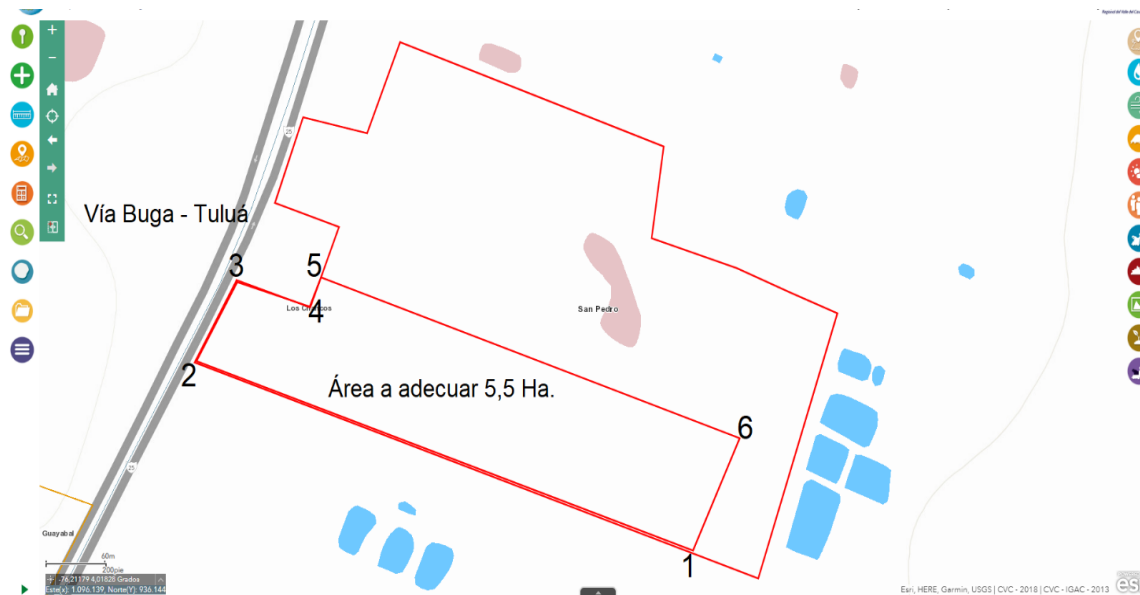 25
Vía Buga - Tuluá
3
5
Los Chancos
4
San Pedro
2
Área a adecuar 5,5 Ha.
6
25
Guayabal
1
60m
200pie
-76,21179 4,01828 Grados
Este(x): 1.096.139, Norte(Y): 936.144
Esri, HERE, Garmin, USGS | CVC - 2018 | CVC - IGAC - 2013